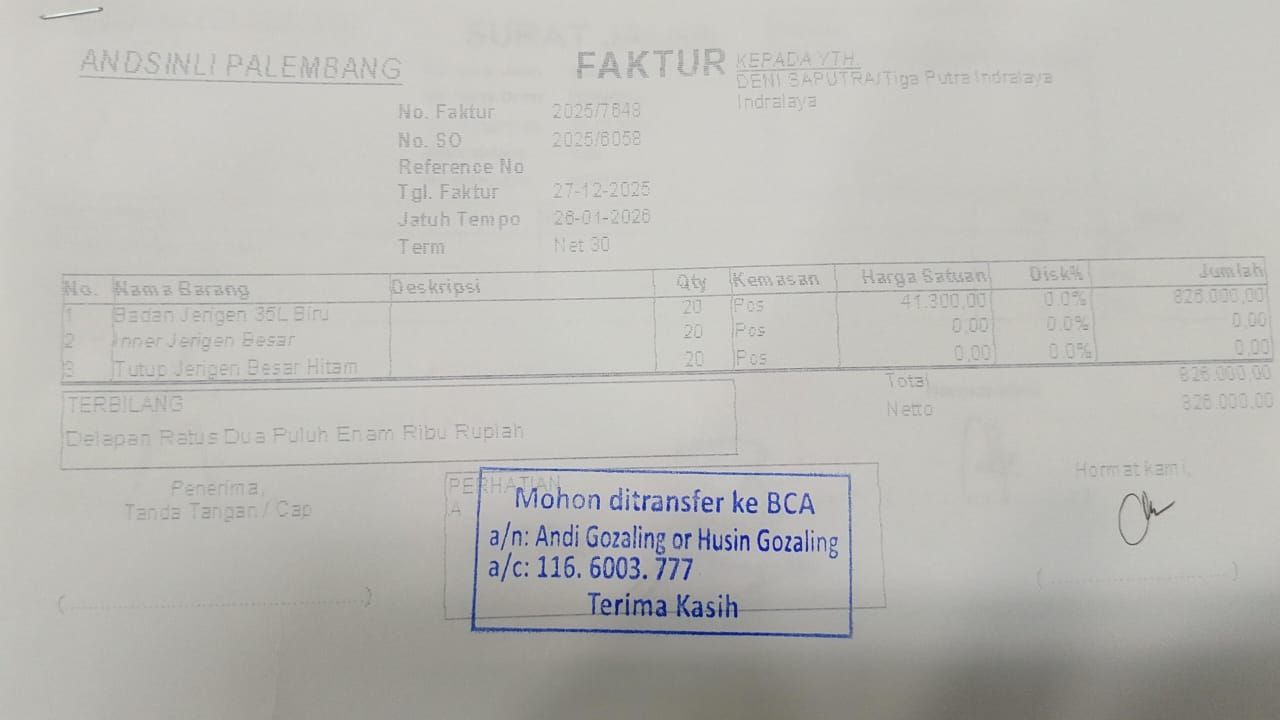 ANDSINLI PALEMBANG
FAKTUR
KEPADA YTH.
DENI SAPUTRA/Tiga Putra Indralaya
Indralaya
No. Faktur 2025/7648
No. SO 2025/6058
Reference No
Tgl. Faktur 27-12-2025
Jatuh Tempo 26-01-2026
Term Net 30
No. Nama Barang Deskripsi Qty Kemasan Harga Satuan Disk% Jumlah
1 Badan Jerigen 35L Biru 20 Pcs 41.300,00 0.0% 826.000,00
2 Inner Jerigen Besar 20 Pcs 0,00 0.0% 0,00
3 Tutup Jerigen Besar Hitam 20 Pcs 0,00 0.0% 0,00
Total 826.000,00
Netto 826.000,00
TERBILANG
Delapan Ratus Dua Puluh Enam Ribu Rupiah
Penerima,
Tanda Tangan / Cap
PERHATIAN
A
Mohon ditransfer ke BCA
a/n: Andi Gozaling or Husin Gozaling
a/c: 116. 6003. 777
Terima Kasih
Hormat kami,